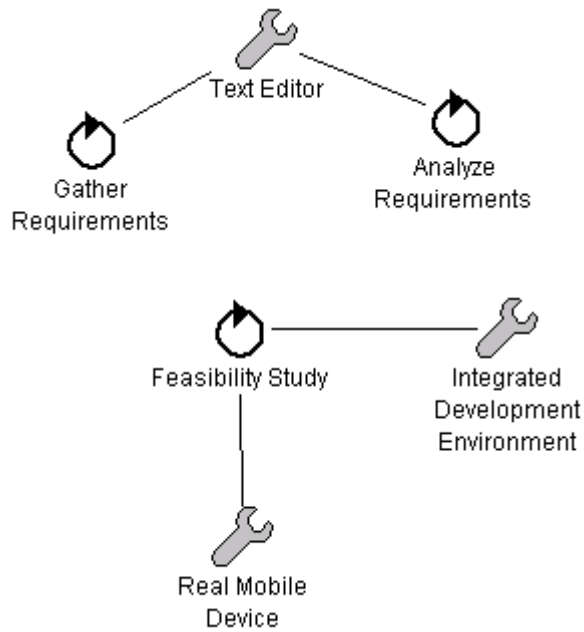 Text Editor
Gather
Requirements
Analyze
Requirements
Feasibility Study
Integrated
Development
Environment
Real Mobile
Device